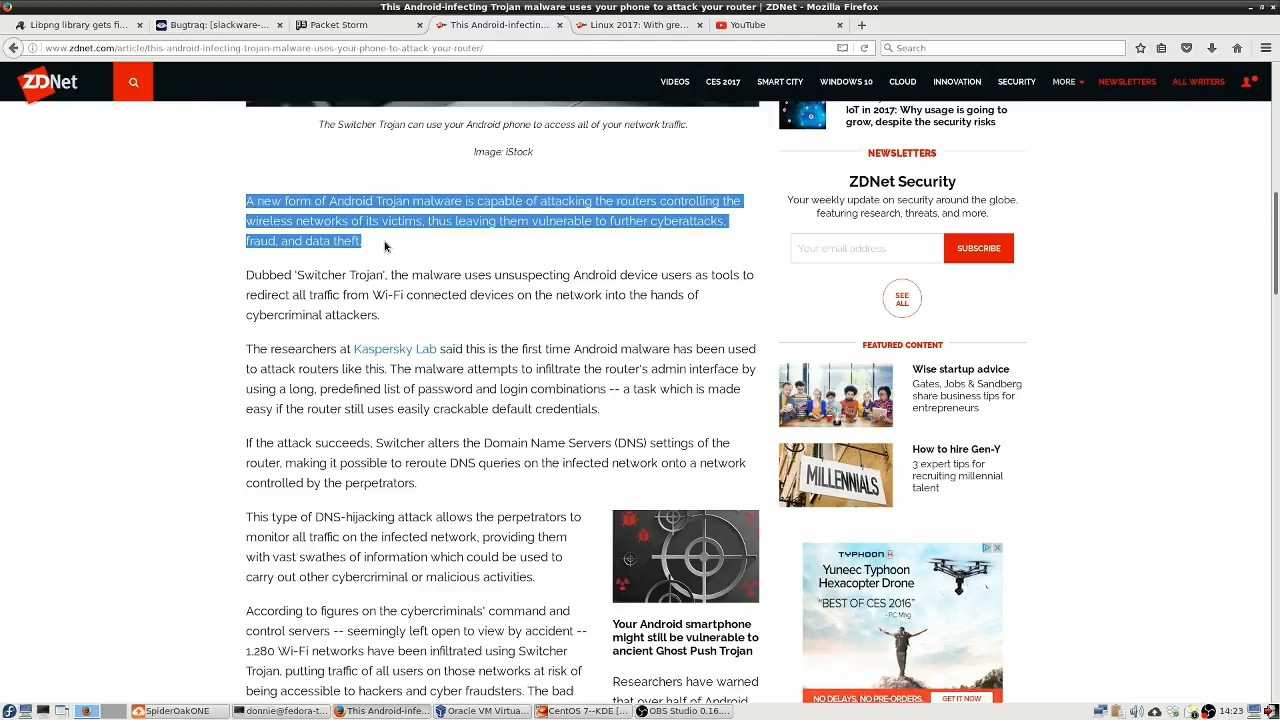 This Android-infecting Trojan malware uses your phone to attack your router | ZDNet - Mozilla Firefox
Libpng library gets fi...
Bugtraq: [slackware-...
Packet Storm
This Android-infectin...
Linux 2017: With gre...
YouTube
www.zdnet.com/article/this-android-infecting-trojan-malware-uses-your-phone-to-attack-your-router/
Search
ZDNet
VIDEOS
CES 2017
SMART CITY
WINDOWS 10
CLOUD
INNOVATION
SECURITY
MORE
NEWSLETTERS
ALL WRITERS
The Switcher Trojan can use your Android phone to access all of your network traffic.
Image: iStock
A new form of Android Trojan malware is capable of attacking the routers controlling the
wireless networks of its victims, thus leaving them vulnerable to further cyberattacks,
fraud, and data theft.
Dubbed 'Switcher Trojan', the malware uses unsuspecting Android device users as tools to
redirect all traffic from Wi-Fi connected devices on the network into the hands of
cybercriminal attackers.
The researchers at Kaspersky Lab said this is the first time Android malware has been used
to attack routers like this. The malware attempts to infiltrate the router's admin interface by
using a long, predefined list of password and login combinations -- a task which is made
easy if the router still uses easily crackable default credentials.
If the attack succeeds, Switcher alters the Domain Name Servers (DNS) settings of the
router, making it possible to reroute DNS queries on the infected network onto a network
controlled by the perpetrators.
This type of DNS-hijacking attack allows the perpetrators to
monitor all traffic on the infected network, providing them
with vast swathes of information which could be used to
carry out other cybercriminal or malicious activities.
According to figures on the cybercriminals' command and
control servers -- seemingly left open to view by accident --
1,280 Wi-Fi networks have been infiltrated using Switcher
Trojan, putting traffic of all users on those networks at risk of
being accessible to hackers and cyber fraudsters. The bad
Your Android smartphone
might still be vulnerable to
ancient Ghost Push Trojan
Researchers have warned
that over half of Android
IoT in 2017: Why usage is going to
grow, despite the security risks
NEWSLETTERS
ZDNet Security
Your weekly update on security around the globe,
featuring research, threats, and more.
Your email address
SUBSCRIBE
SEE
ALL
FEATURED CONTENT
Wise startup advice
Gates, Jobs & Sandberg
share business tips for
entrepreneurs
How to hire Gen-Y
3 expert tips for
recruiting millennial
talent
MILLENNIALS
TYPHOON H
Yuneec Typhoon
Hexacopter Drone
"BEST OF CES 2016"
- PC Mag
NO DELAYS, NO PRE-ORDERS.
GET IT NOW
SpiderOakONE
donnie@fedora-t...
This Android-infec...
Oracle VM Virtua...
CentOS 7--KDE [...
OBS Studio 0.16....
14:23